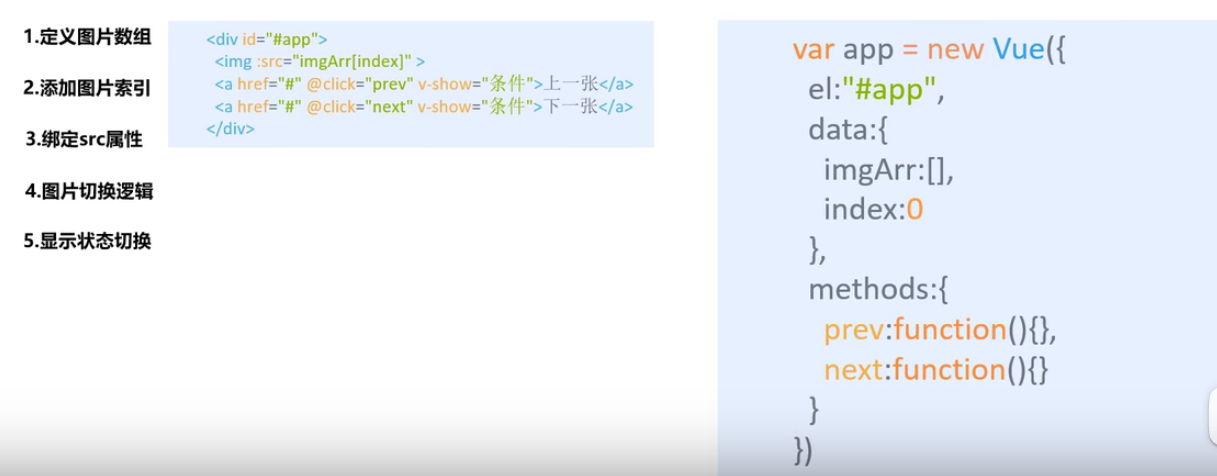 1.定义图片数组
2.添加图片索引
3.绑定src属性
4.图片切换逻辑
5.显示状态切换
<div id="#app">
<img :src="imgArr[index]" >
<a href="#" @click="prev" v-show="条件">上一张</a>
<a href="#" @click="next" v-show="条件">下一张</a>
</div>
var app = new Vue({
el:"#app",
data:{
imgArr:[],
index:0
},
methods:{
prev:function(){},
next:function(){}
}
})